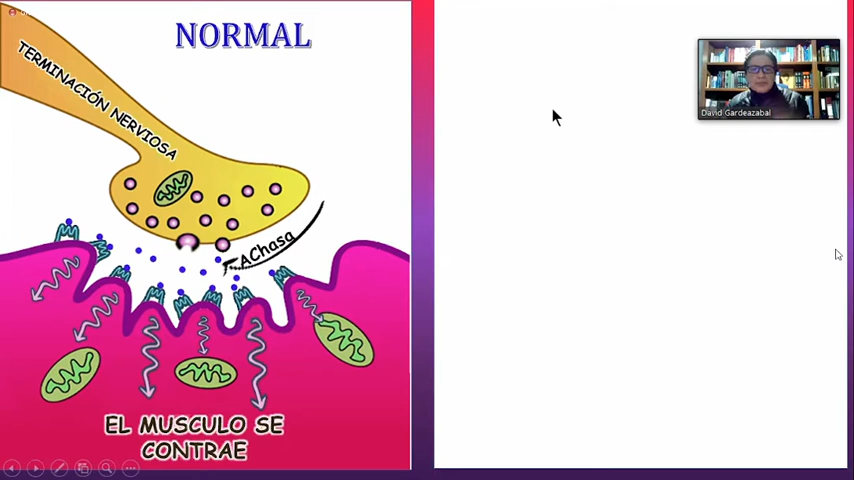 NORMAL
TERMINACIÓN NERVIOSA
AChasa
EL MUSCULO SE
CONTRAE
David Gardeazabal